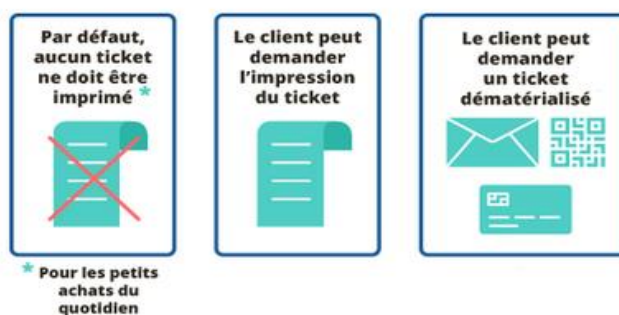 Par défaut,
aucun ticket
ne doit être
imprimé *
Le client peut
demander
l'impression
du ticket
Le client peut
demander
un ticket
dématérialisé
* Pour les petits
achats du
quotidien